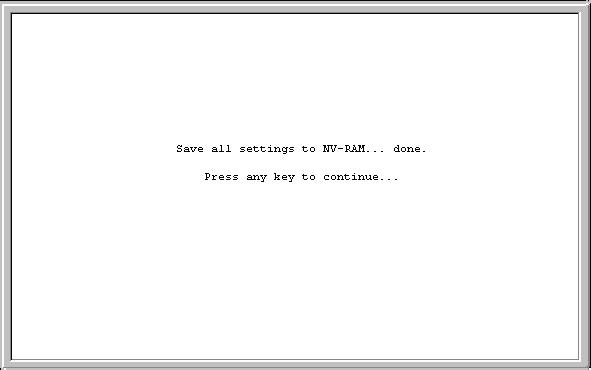 Save all settings to NV-RAM... done.
Press any key to continue...